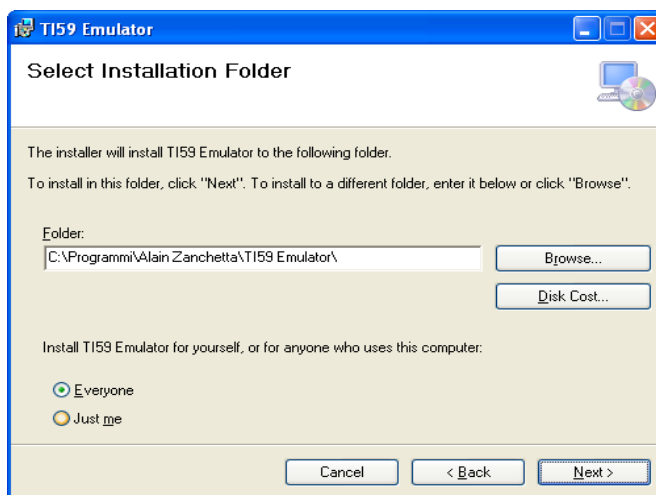 TI59 Emulator
Select Installation Folder
The installer will install TI59 Emulator to the following folder.
To install in this folder, click "Next". To install to a different folder, enter it below or click "Browse".
Folder:
C:\Programmi\Alain Zanchetta\TI59 Emulator\
Browse...
Disk Cost...
Install TI59 Emulator for yourself, or for anyone who uses this computer:
Everyone
Just me
Cancel
< Back
Next >